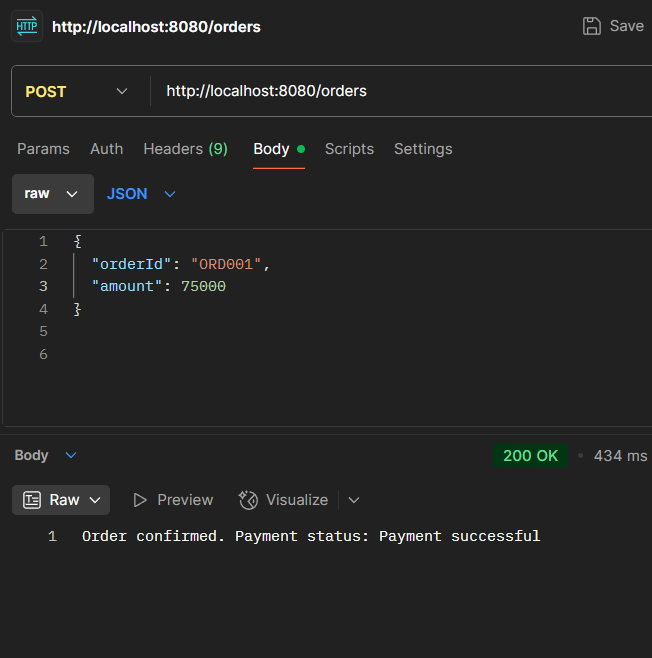 HTTP http://localhost:8080/orders Save
POST http://localhost:8080/orders
Params Auth Headers (9) Body Scripts Settings
raw JSON
1 {
2 "orderId": "ORD001",
3 "amount": 75000
4 }
5
6
Body 200 OK • 434 ms
Raw Preview Visualize
1 Order confirmed. Payment status: Payment successful